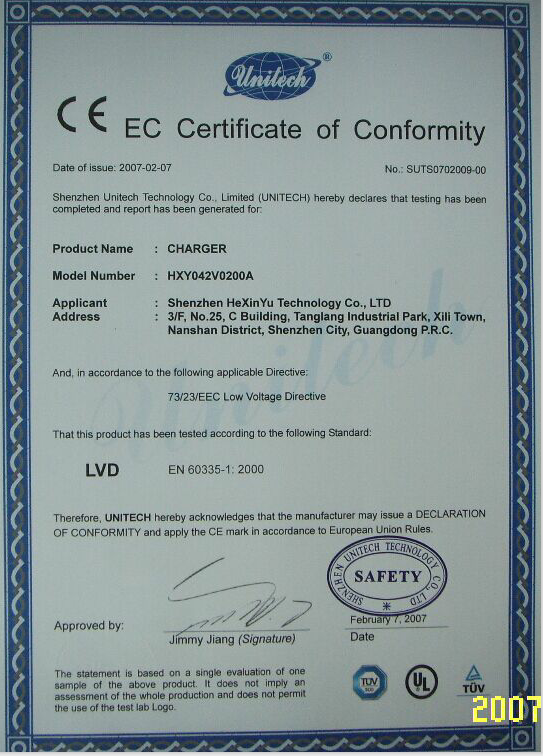 Unitech ®
CE EC Certificate of Conformity
Date of issue: 2007-02-07 No.: SUTS0702009-00
Shenzhen Unitech Technology Co., Limited (UNITECH) hereby declares that testing has been
completed and report has been generated for:
Product Name : CHARGER
Model Number : HXY042V0200A
Applicant : Shenzhen HeXinYu Technology Co., LTD
Address : 3/F, No.25, C Building, Tanglang Industrial Park, Xili Town,
Nanshan District, Shenzhen City, Guangdong P.R.C.
And, in accordance to the following applicable Directive:
73/23/EEC Low Voltage Directive
That this product has been tested according to the following Standard:
LVD EN 60335-1: 2000
Therefore, UNITECH hereby acknowledges that the manufacturer may issue a DECLARATION
OF CONFORMITY and apply the CE mark in accordance to European Union Rules.
SHENZHEN UNITECH TECHNOLOGY CO., LTD
SAFETY
Approved by:
Jimmy Jiang (Signature)
February 7, 2007
Date
The statement is based on a single evaluation of one
sample of the above product. It does not imply an
assessment of the whole production and does not permit
the use of the test lab Logo.
TÜV
UL
TÜV
2007
Unitech